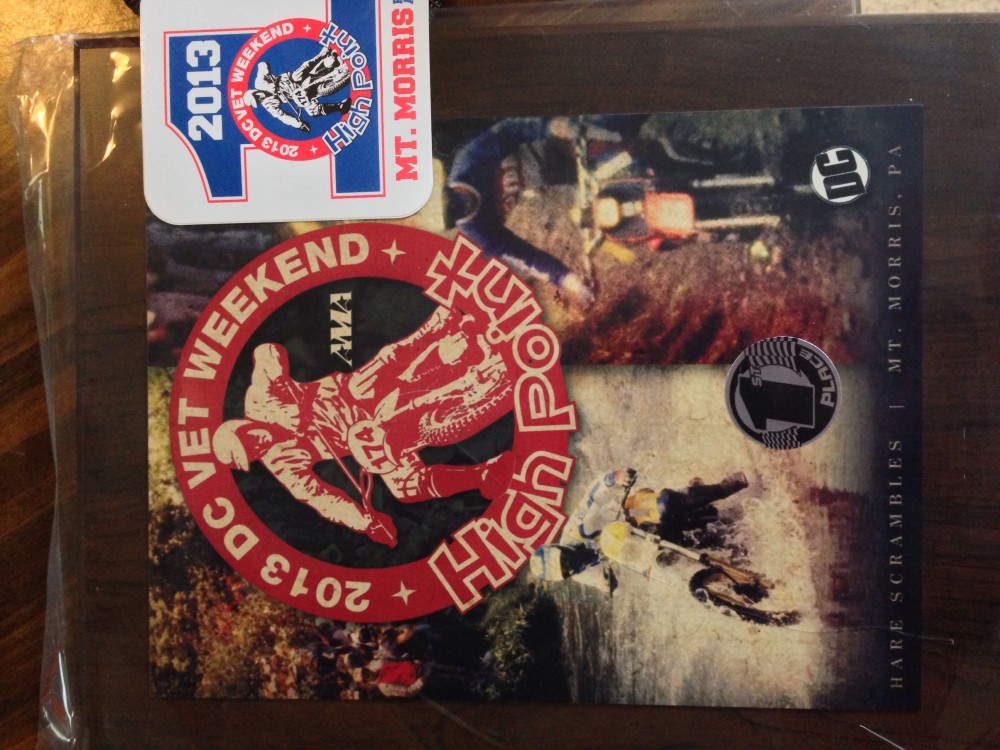 2013
2013 DC VET WEEKEND
High Point
MT. MORRIS
2013 DC VET WEEKEND
AMA
174
High Point
1ST
PLACE
DC
HARE SCRAMBLES | MT. MORRIS, PA